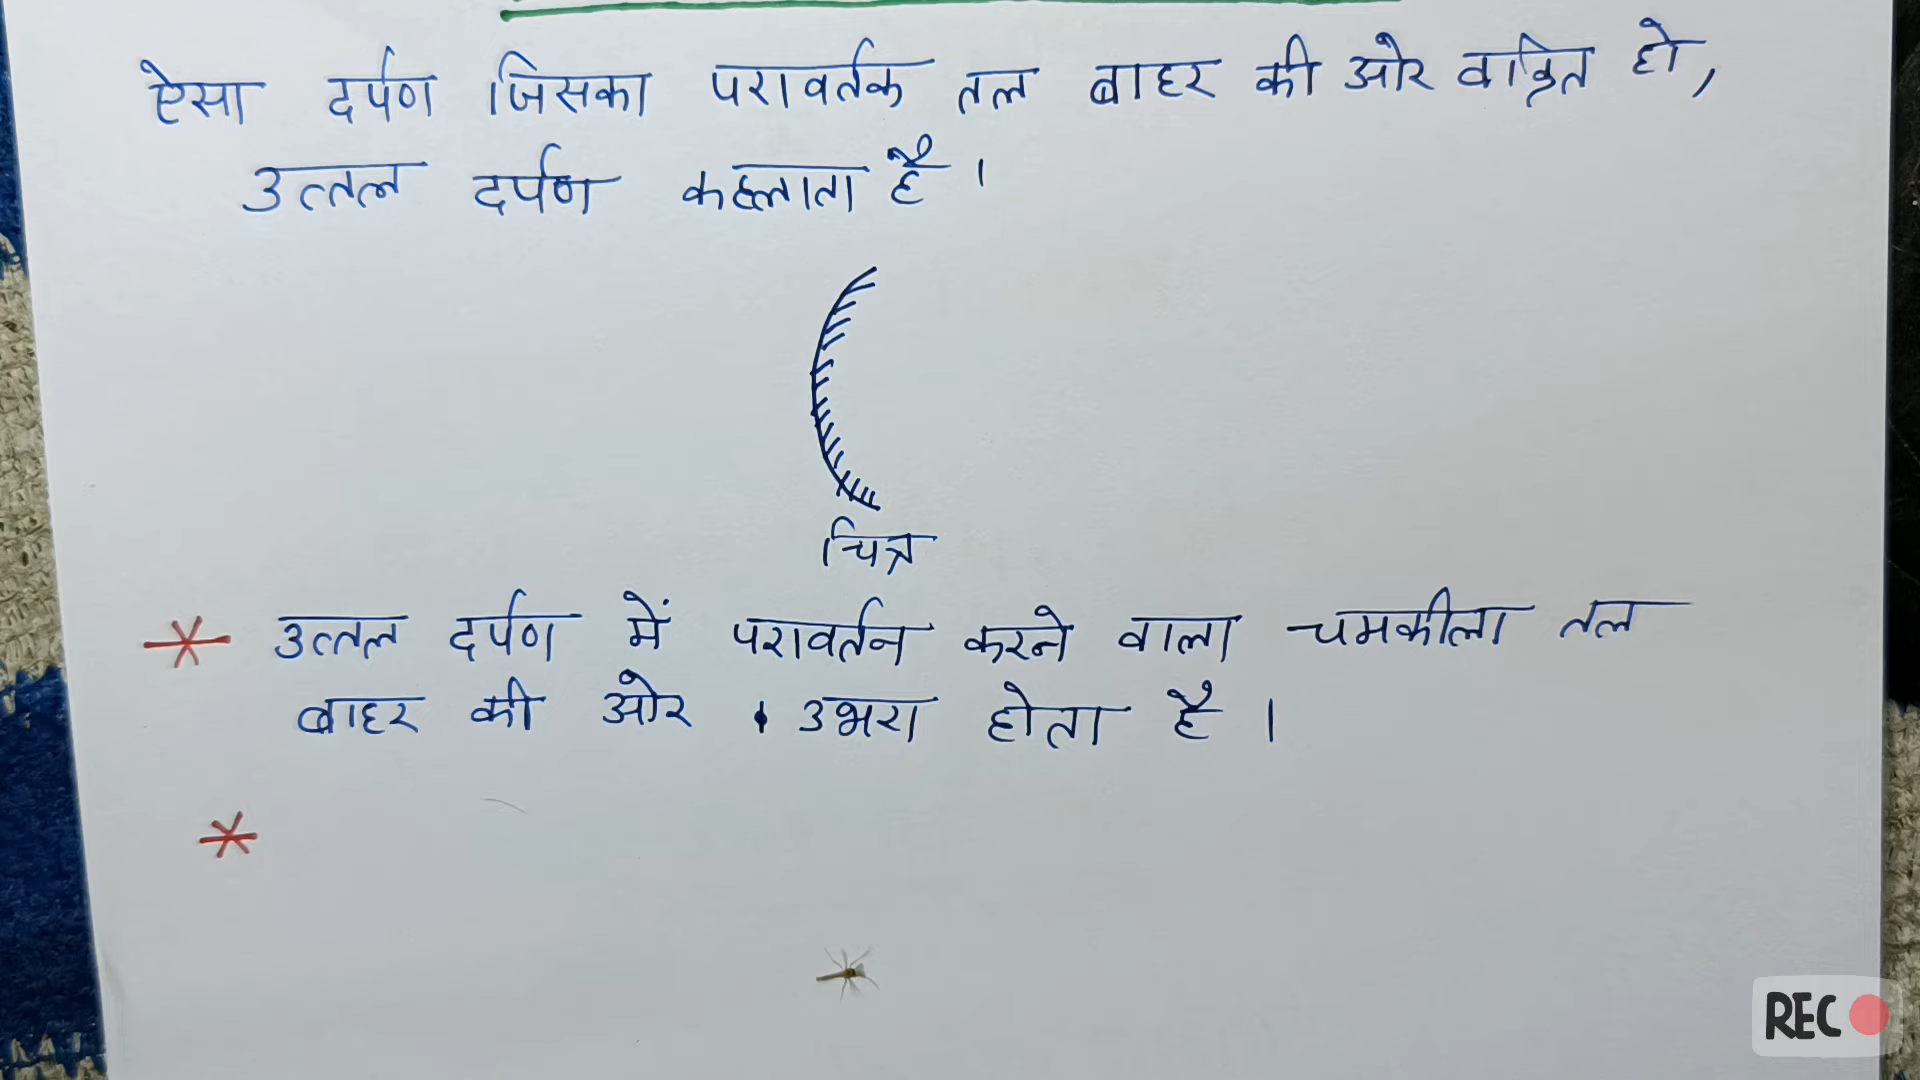 ऐसा दर्पण जिसका परावर्तक तल बाहर की ओर वक्रित हो,
उत्तल दर्पण कहलाता है ।
चित्र
* उत्तल दर्पण में परावर्तन करने वाला चमकीला तल
बाहर की ओर उभरा होता है ।
*
REC